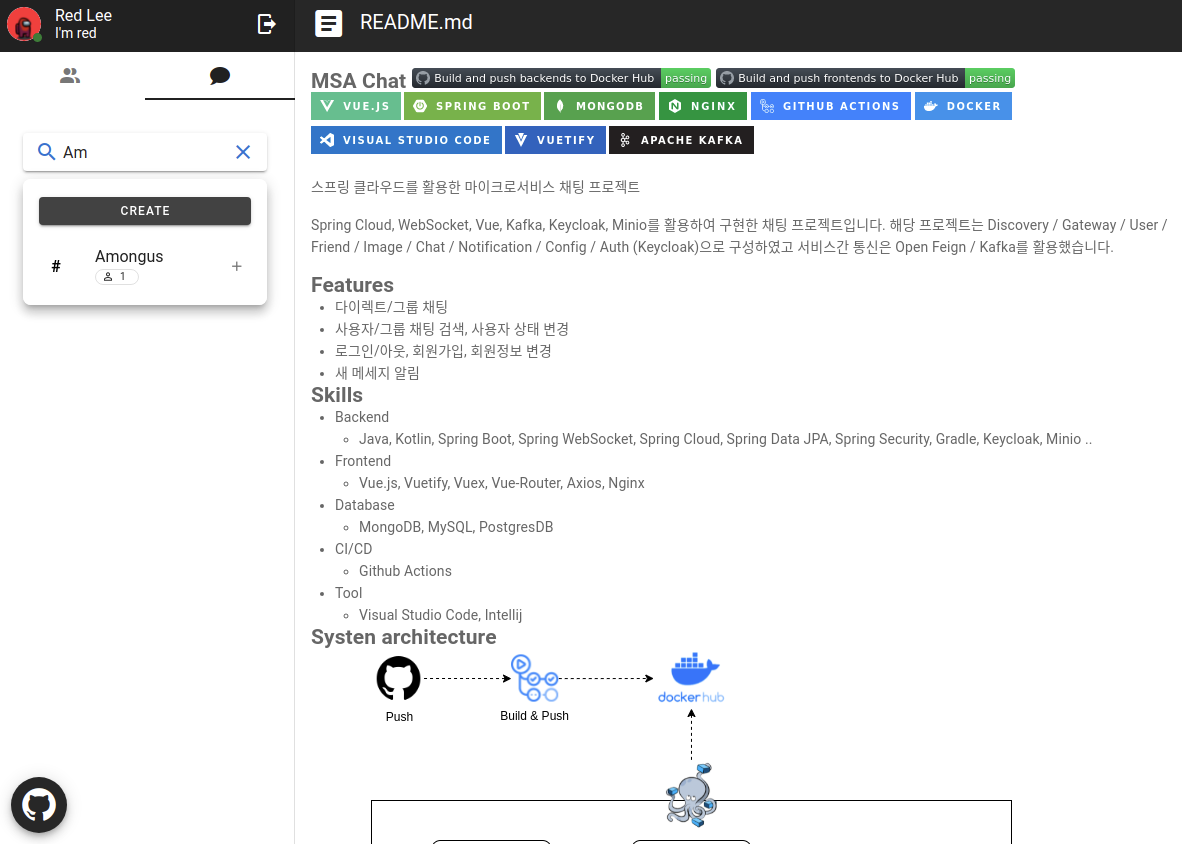 Red Lee
I'm red
README.md
Am
CREATE
#
Amongus
1
MSA Chat
Build and push backends to Docker Hub passing
Build and push frontends to Docker Hub passing
VUE.JS
SPRING BOOT
MONGODB
NGINX
GITHUB ACTIONS
DOCKER
VISUAL STUDIO CODE
VUETIFY
APACHE KAFKA
스프링 클라우드를 활용한 마이크로서비스 채팅 프로젝트
Spring Cloud, WebSocket, Vue, Kafka, Keycloak, Minio를 활용하여 구현한 채팅 프로젝트입니다. 해당 프로젝트는 Discovery / Gateway / User /
Friend / Image / Chat / Notification / Config / Auth (Keycloak)으로 구성하였고 서비스간 통신은 Open Feign / Kafka를 활용했습니다.
Features
다이렉트/그룹 채팅
사용자/그룹 채팅 검색, 사용자 상태 변경
로그인/아웃, 회원가입, 회원정보 변경
새 메세지 알림
Skills
Backend
Java, Kotlin, Spring Boot, Spring WebSocket, Spring Cloud, Spring Data JPA, Spring Security, Gradle, Keycloak, Minio ..
Frontend
Vue.js, Vuetify, Vuex, Vue-Router, Axios, Nginx
Database
MongoDB, MySQL, PostgresDB
CI/CD
Github Actions
Tool
Visual Studio Code, Intellij
Systen architecture
Push
Build & Push
dockerhub